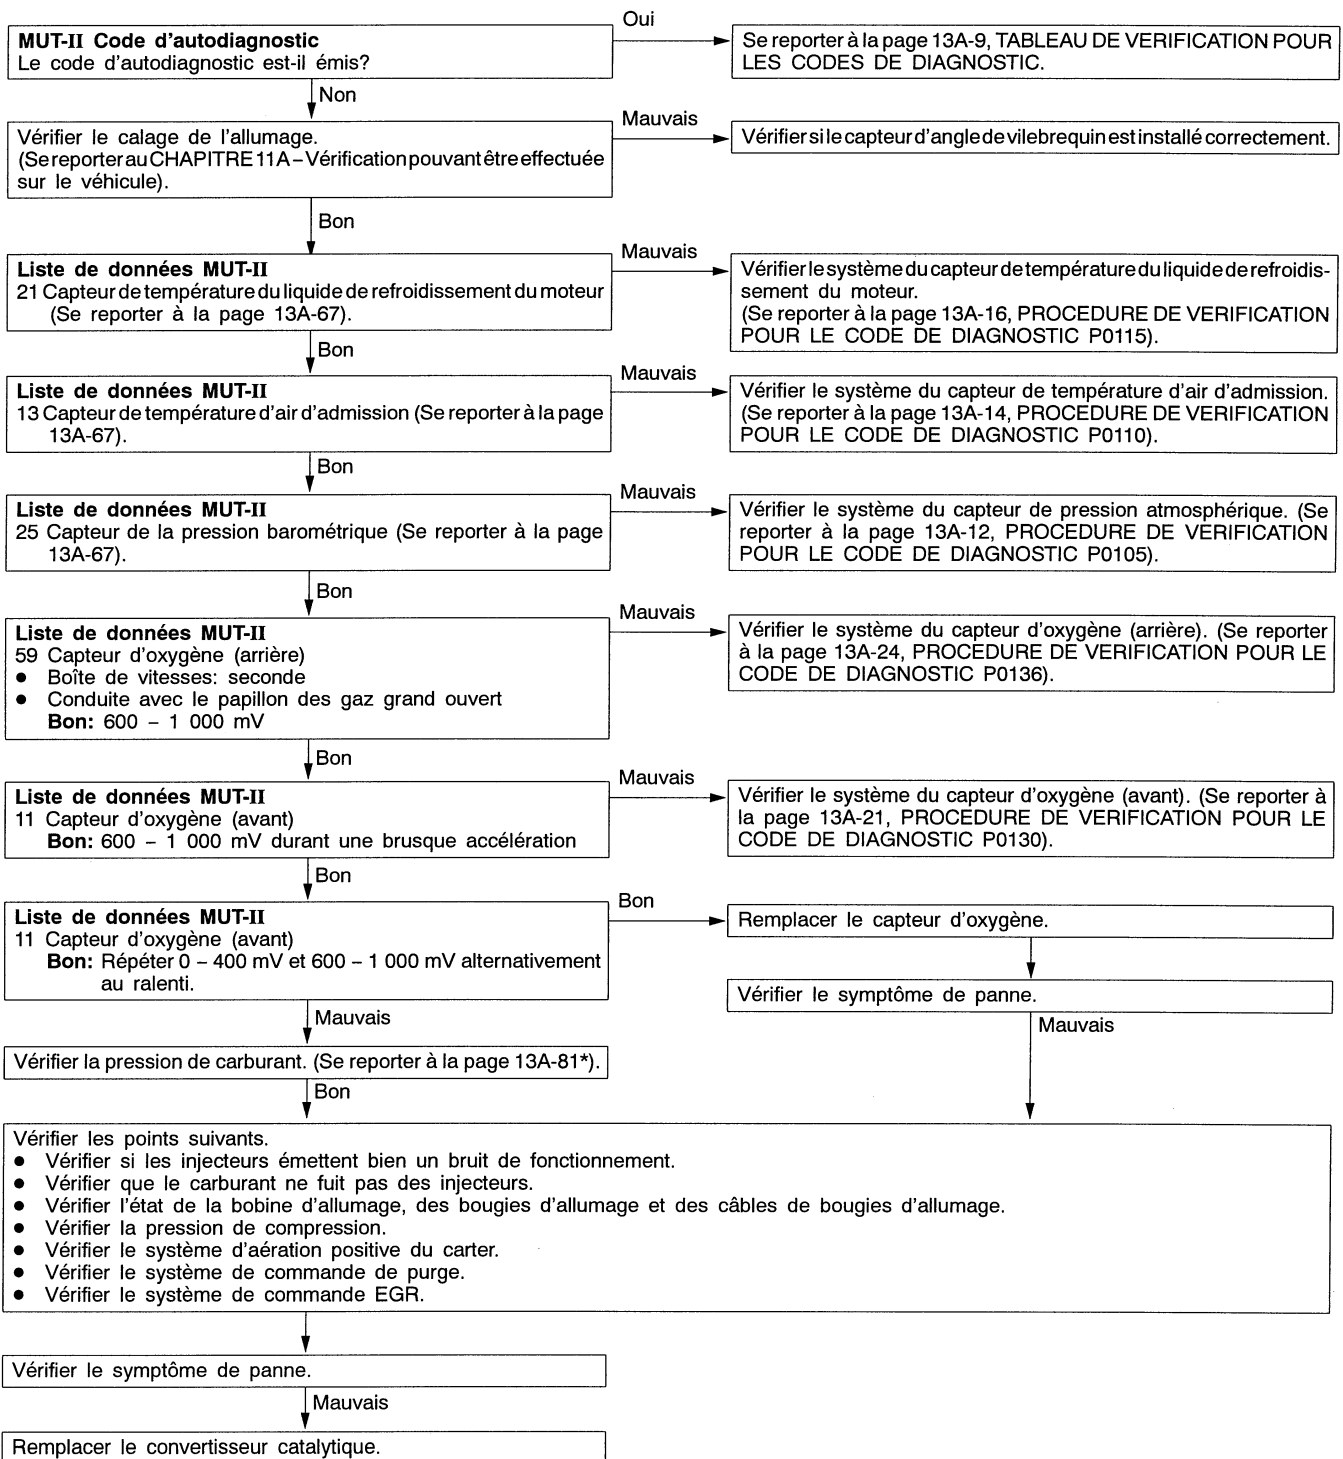 Oui
MUT-II Code d'autodiagnostic
Le code d'autodiagnostic est-il émis?
Se reporter à la page 13A-9, TABLEAU DE VERIFICATION POUR
LES CODES DE DIAGNOSTIC.
Non
Mauvais
Vérifier le calage de l'allumage.
(Se reporter au CHAPITRE 11A – Vérification pouvant être effectuée
sur le véhicule).
Vérifier si le capteur d'angle de vilebrequin est installé correctement.
Bon
Mauvais
Liste de données MUT-II
21 Capteur de température du liquide de refroidissement du moteur
(Se reporter à la page 13A-67).
Vérifier le système du capteur de température du liquide de refroidis-
sement du moteur.
(Se reporter à la page 13A-16, PROCEDURE DE VERIFICATION
POUR LE CODE DE DIAGNOSTIC P0115).
Bon
Mauvais
Liste de données MUT-II
13 Capteur de température d'air d'admission (Se reporter à la page
13A-67).
Vérifier le système du capteur de température d'air d'admission.
(Se reporter à la page 13A-14, PROCEDURE DE VERIFICATION
POUR LE CODE DE DIAGNOSTIC P0110).
Bon
Mauvais
Liste de données MUT-II
25 Capteur de la pression barométrique (Se reporter à la page
13A-67).
Vérifier le système du capteur de pression atmosphérique. (Se
reporter à la page 13A-12, PROCEDURE DE VERIFICATION
POUR LE CODE DE DIAGNOSTIC P0105).
Bon
Mauvais
Liste de données MUT-II
59 Capteur d'oxygène (arrière)
● Boîte de vitesses: seconde
● Conduite avec le papillon des gaz grand ouvert
Bon: 600 – 1 000 mV
Vérifier le système du capteur d'oxygène (arrière). (Se reporter
à la page 13A-24, PROCEDURE DE VERIFICATION POUR LE
CODE DE DIAGNOSTIC P0136).
Bon
Mauvais
Liste de données MUT-II
11 Capteur d'oxygène (avant)
Bon: 600 – 1 000 mV durant une brusque accélération
Vérifier le système du capteur d'oxygène (avant). (Se reporter à
la page 13A-21, PROCEDURE DE VERIFICATION POUR LE
CODE DE DIAGNOSTIC P0130).
Bon
Bon
Liste de données MUT-II
11 Capteur d'oxygène (avant)
Bon: Répéter 0 – 400 mV et 600 – 1 000 mV alternativement
au ralenti.
Remplacer le capteur d'oxygène.
Vérifier le symptôme de panne.
Mauvais
Mauvais
Vérifier la pression de carburant. (Se reporter à la page 13A-81*).
Bon
Vérifier les points suivants.
● Vérifier si les injecteurs émettent bien un bruit de fonctionnement.
● Vérifier que le carburant ne fuit pas des injecteurs.
● Vérifier l'état de la bobine d'allumage, des bougies d'allumage et des câbles de bougies d'allumage.
● Vérifier la pression de compression.
● Vérifier le système d'aération positive du carter.
● Vérifier le système de commande de purge.
● Vérifier le système de commande EGR.
Vérifier le symptôme de panne.
Mauvais
Remplacer le convertisseur catalytique.